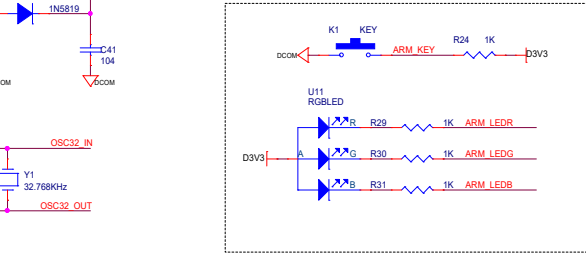 1N5819
C41
104
DCOM
COM
OSC32_IN
Y1
32.768KHz
OSC32_OUT
K1 KEY
DCOM ARM_KEY R24 1K D3V3
U11
RGBLED
R R29 1K ARM_LEDR
D3V3 A G R30 1K ARM_LEDG
B R31 1K ARM_LEDB